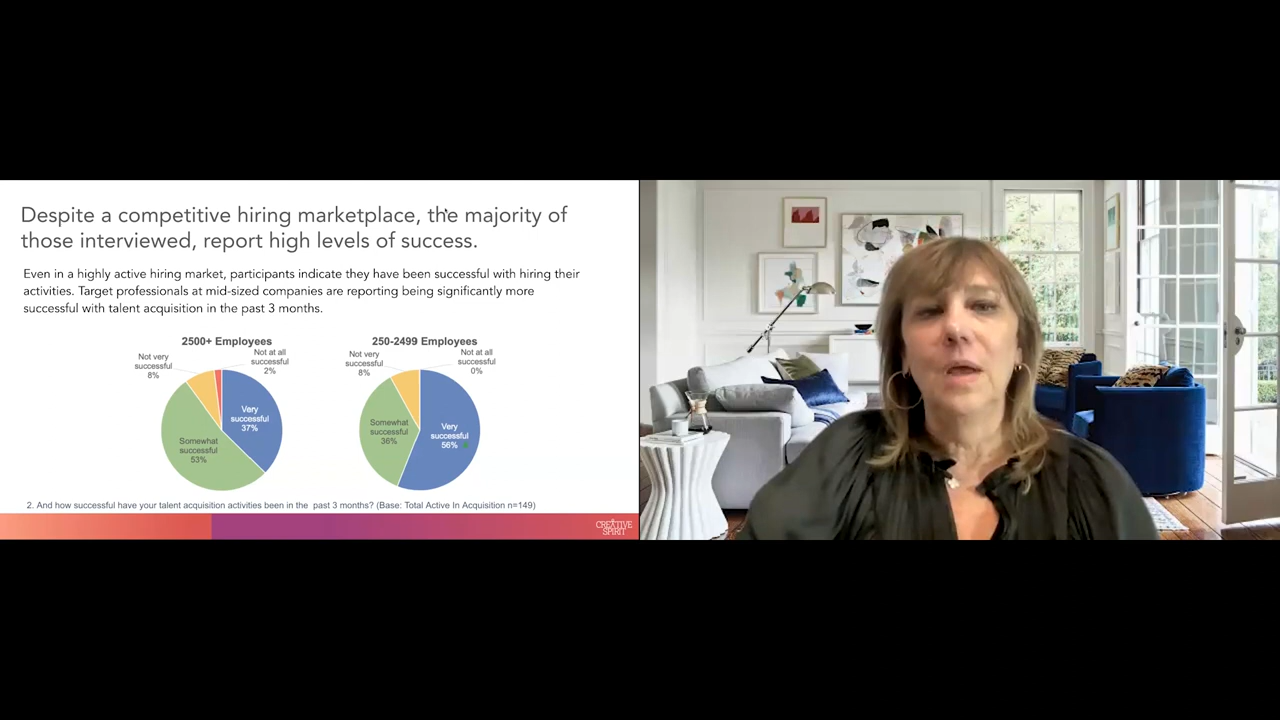 Despite a competitive hiring marketplace, the majority of
those interviewed, report high levels of success.
Even in a highly active hiring market, participants indicate they have been successful with hiring their
activities. Target professionals at mid-sized companies are reporting being significantly more
successful with talent acquisition in the past 3 months.
2500+ Employees
Not very
successful
8%
Not at all
successful
2%
Very
successful
37%
Somewhat
successful
53%
250-2499 Employees
Not very
successful
8%
Not at all
successful
0%
Somewhat
successful
36%
Very
successful
56%
2. And how successful have your talent acquisition activities been in the past 3 months? (Base: Total Active In Acquisition n=149)
CREATIVE
SPIRIT